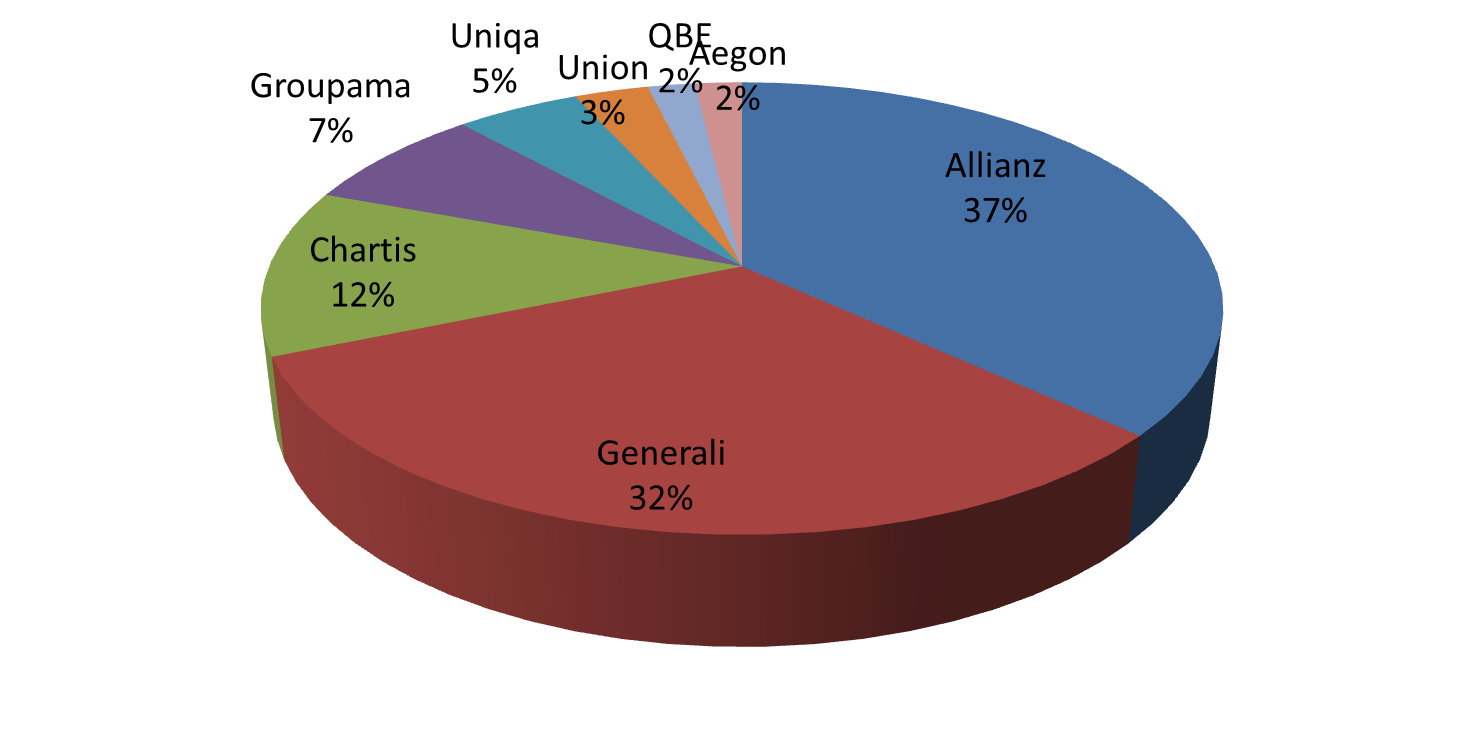 Uniqa
5%
QBE
2%
Aegon
2%
Union
3%
Groupama
7%
Allianz
37%
Chartis
12%
Generali
32%